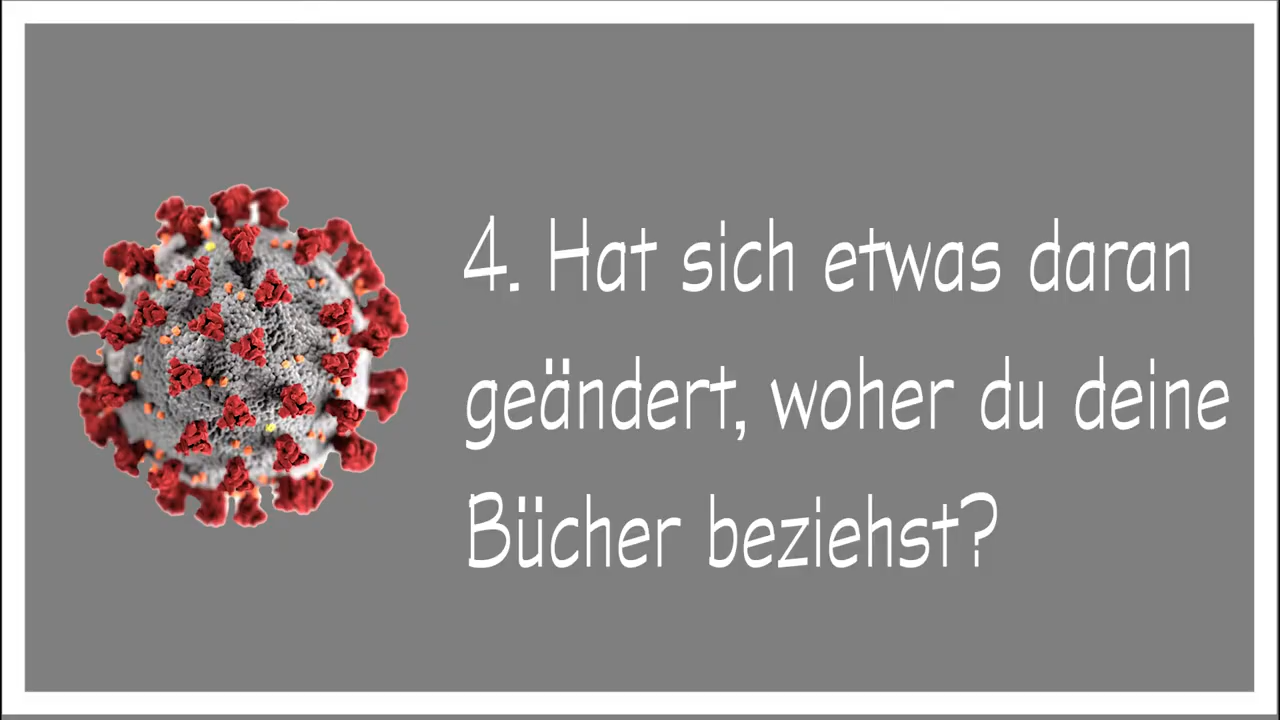 4. Hat sich etwas daran
geändert, woher du deine
Bücher beziehst?